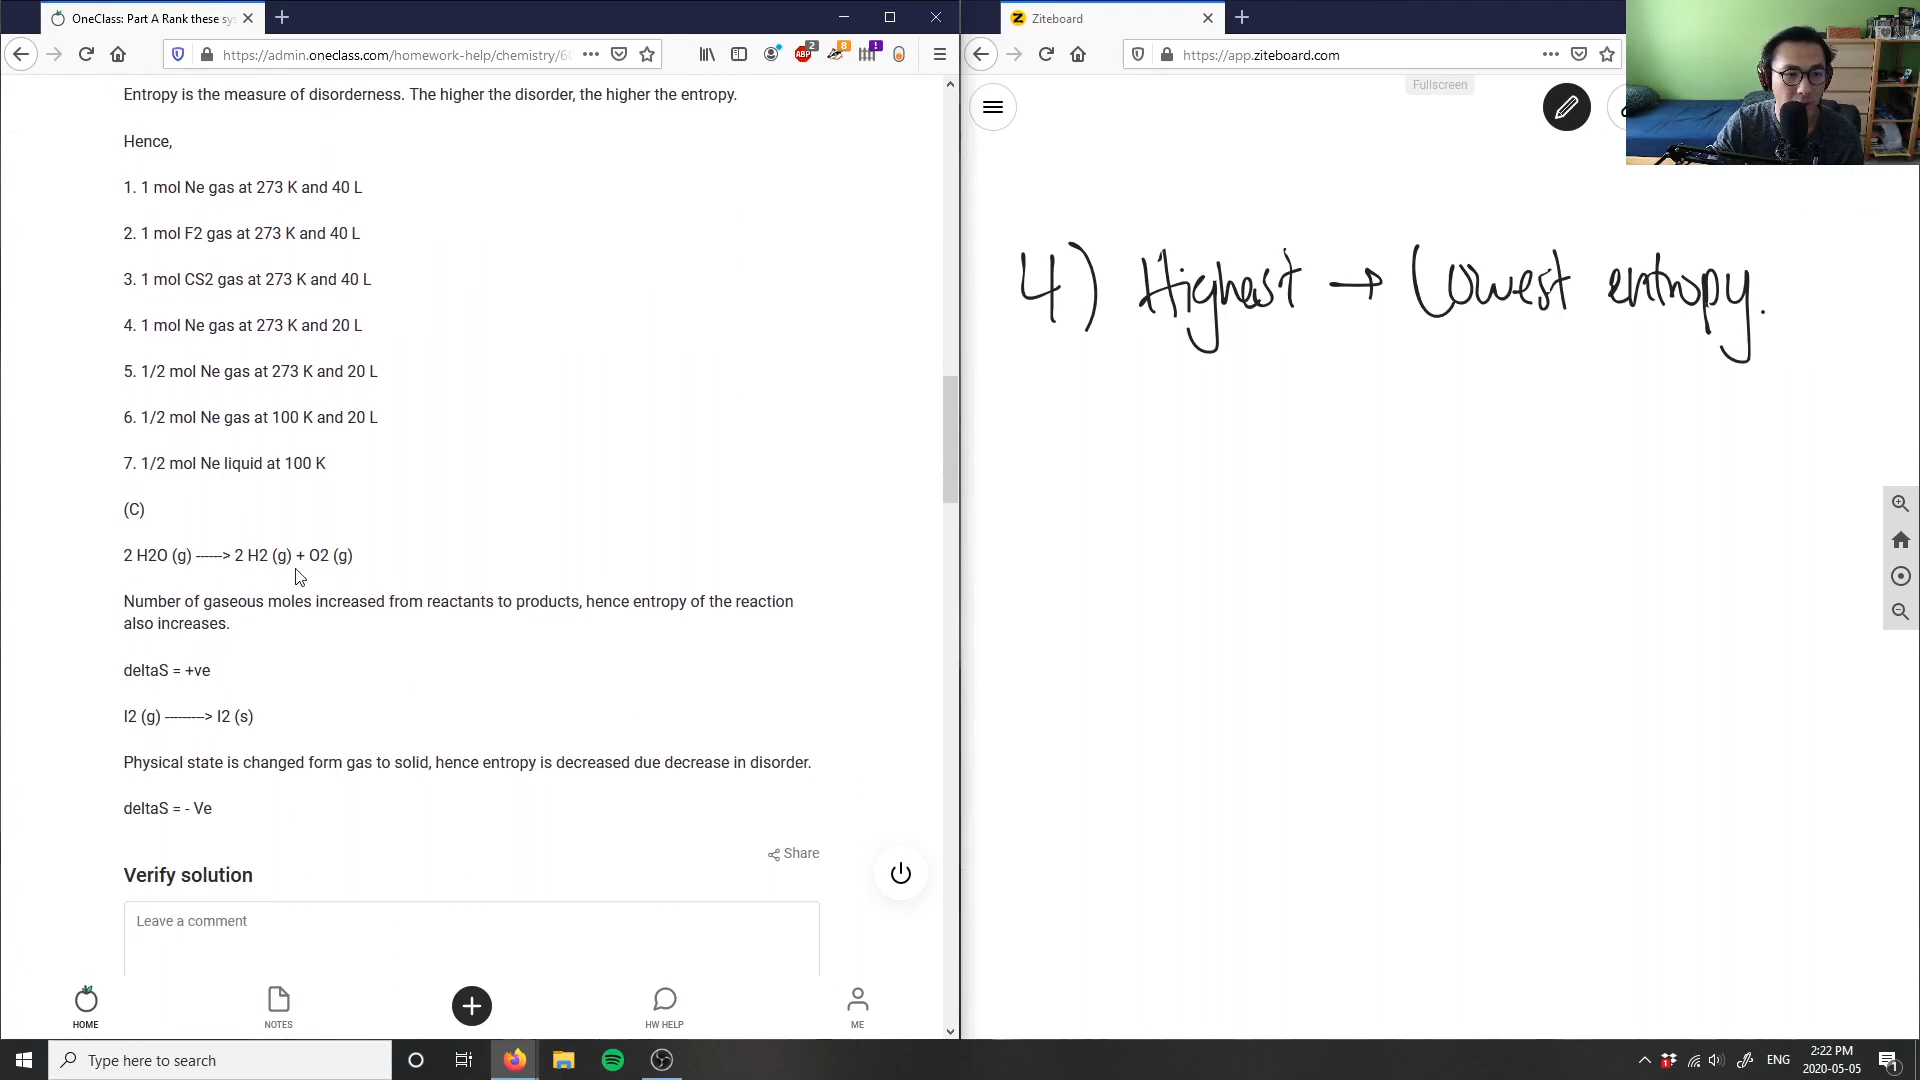 OneClass: Part A Rank these sy
Ziteboard
https://admin.oneclass.com/homework-help/chemistry/60
ABP
2
8
!
https://app.ziteboard.com
Fullscreen
Entropy is the measure of disorderness. The higher the disorder, the higher the entropy.
Hence,
1. 1 mol Ne gas at 273 K and 40 L
2. 1 mol F2 gas at 273 K and 40 L
3. 1 mol CS2 gas at 273 K and 40 L
4. 1 mol Ne gas at 273 K and 20 L
5. 1/2 mol Ne gas at 273 K and 20 L
6. 1/2 mol Ne gas at 100 K and 20 L
7. 1/2 mol Ne liquid at 100 K
(C)
2 H2O (g) ------> 2 H2 (g) + O2 (g)
Number of gaseous moles increased from reactants to products, hence entropy of the reaction
also increases.
deltaS = +ve
I2 (g) ---------> I2 (s)
Physical state is changed form gas to solid, hence entropy is decreased due decrease in disorder.
deltaS = - Ve
Share
Verify solution
Leave a comment
HOME
NOTES
HW HELP
ME
4) Highest → Lowest entropy.
Type here to search
ENG
2:22 PM
2020-05-05
1